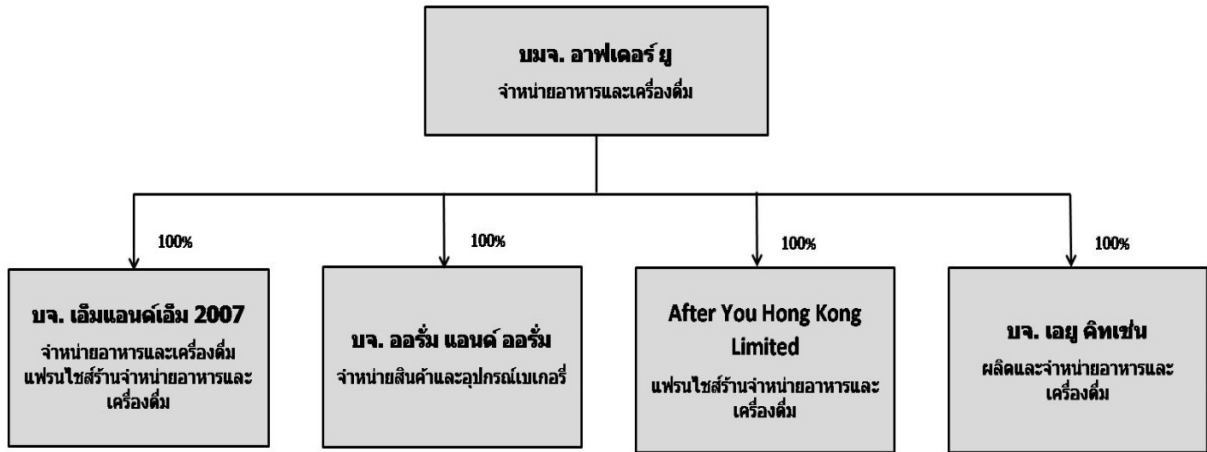 บมจ. อาฟเตอร์ ยู
จำหน่ายอาหารและเครื่องดื่ม
100%
100%
100%
100%
บจ. เอ็มแอนด์เอ็ม 2007
จำหน่ายอาหารและเครื่องดื่ม
แฟรนไชส์ร้านจำหน่ายอาหารและ
เครื่องดื่ม
บจ. ออรั่ม แอนด์ ออรั่ม
จำหน่ายสินค้าและอุปกรณ์เบเกอรี่
After You Hong Kong
Limited
แฟรนไชส์ร้านจำหน่ายอาหารและ
เครื่องดื่ม
บจ. เอยู คิทเช่น
ผลิตและจำหน่ายอาหารและ
เครื่องดื่ม